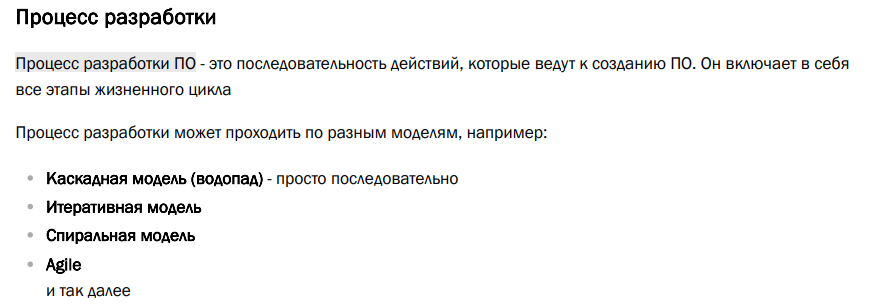 Процесс разработки
Процесс разработки ПО - это последовательность действий, которые ведут к созданию ПО. Он включает в себя
все этапы жизненного цикла
Процесс разработки может проходить по разным моделям, например:
Каскадная модель (водопад) - просто последовательно
Итеративная модель
Спиральная модель
Agile
и так далее